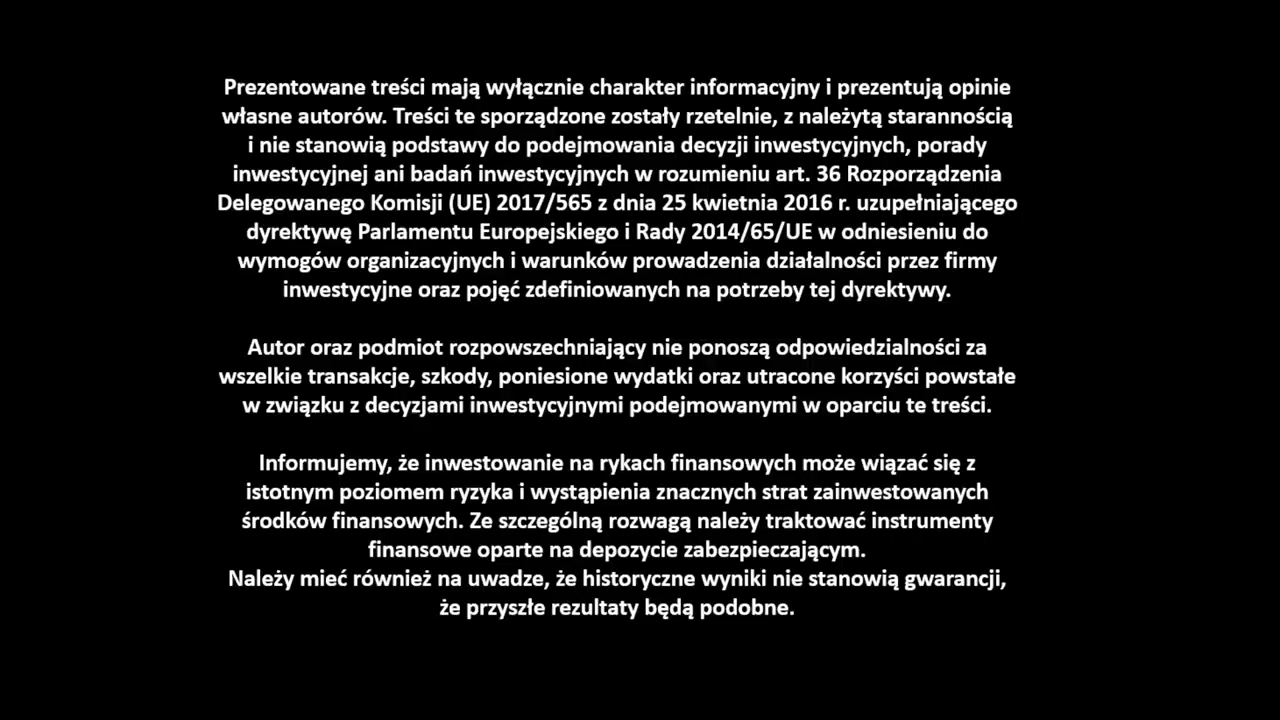 Prezentowane treści mają wyłącznie charakter informacyjny i prezentują opinie
własne autorów. Treści te sporządzone zostały rzetelnie, z należytą starannością
i nie stanowią podstawy do podejmowania decyzji inwestycyjnych, porady
inwestycyjnej ani badań inwestycyjnych w rozumieniu art. 36 Rozporządzenia
Delegowanego Komisji (UE) 2017/565 z dnia 25 kwietnia 2016 r. uzupełniającego
dyrektywę Parlamentu Europejskiego i Rady 2014/65/UE w odniesieniu do
wymogów organizacyjnych i warunków prowadzenia działalności przez firmy
inwestycyjne oraz pojęć zdefiniowanych na potrzeby tej dyrektywy.
Autor oraz podmiot rozpowszechniający nie ponoszą odpowiedzialności za
wszelkie transakcje, szkody, poniesione wydatki oraz utracone korzyści powstałe
w związku z decyzjami inwestycyjnymi podejmowanymi w oparciu te treści.
Informujemy, że inwestowanie na rykach finansowych może wiązać się z
istotnym poziomem ryzyka i wystąpienia znacznych strat zainwestowanych
środków finansowych. Ze szczególną rozwagą należy traktować instrumenty
finansowe oparte na depozycie zabezpieczającym.
Należy mieć również na uwadze, że historyczne wyniki nie stanowią gwarancji,
że przyszłe rezultaty będą podobne.